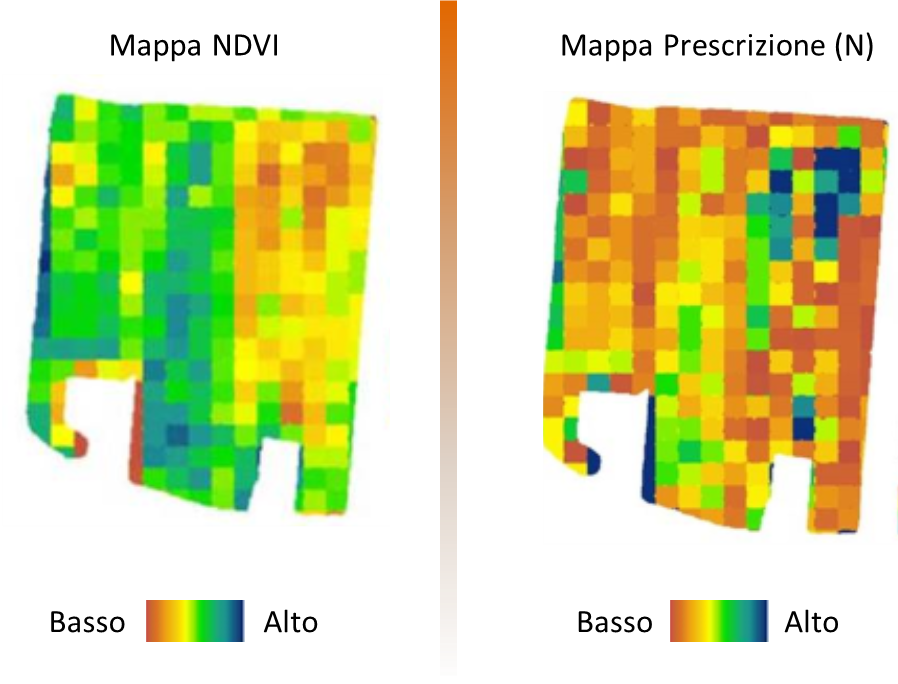 Mappa NDVI
Mappa Prescrizione (N)
Basso Alto
Basso Alto